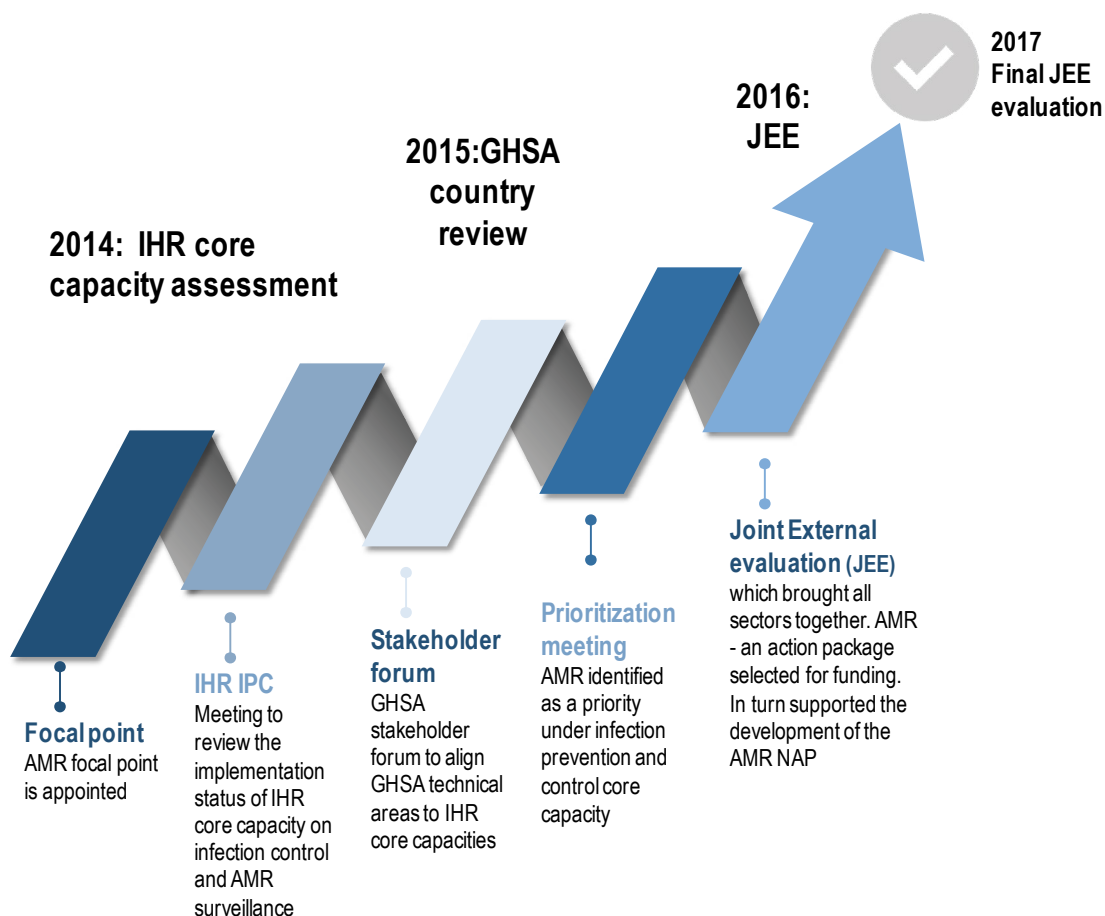 2017
Final JEE
evaluation
2016:
JEE
2015:GHSA
country
review
2014: IHR core
capacity assessment
Focal point
AMR focal point
is appointed
IHR IPC
Meeting to
review the
implementation
status of IHR
core capacity on
infection control
and AMR
surveillance
Stakeholder
forum
GHSA
stakeholder
forum to align
GHSA technical
areas to IHR
core capacities
Prioritization
meeting
AMR identified
as a priority
under infection
prevention and
control core
capacity
Joint External
evaluation (JEE)
which brought all
sectors together. AMR
- an action package
selected for funding.
In turn supported the
development of the
AMR NAP